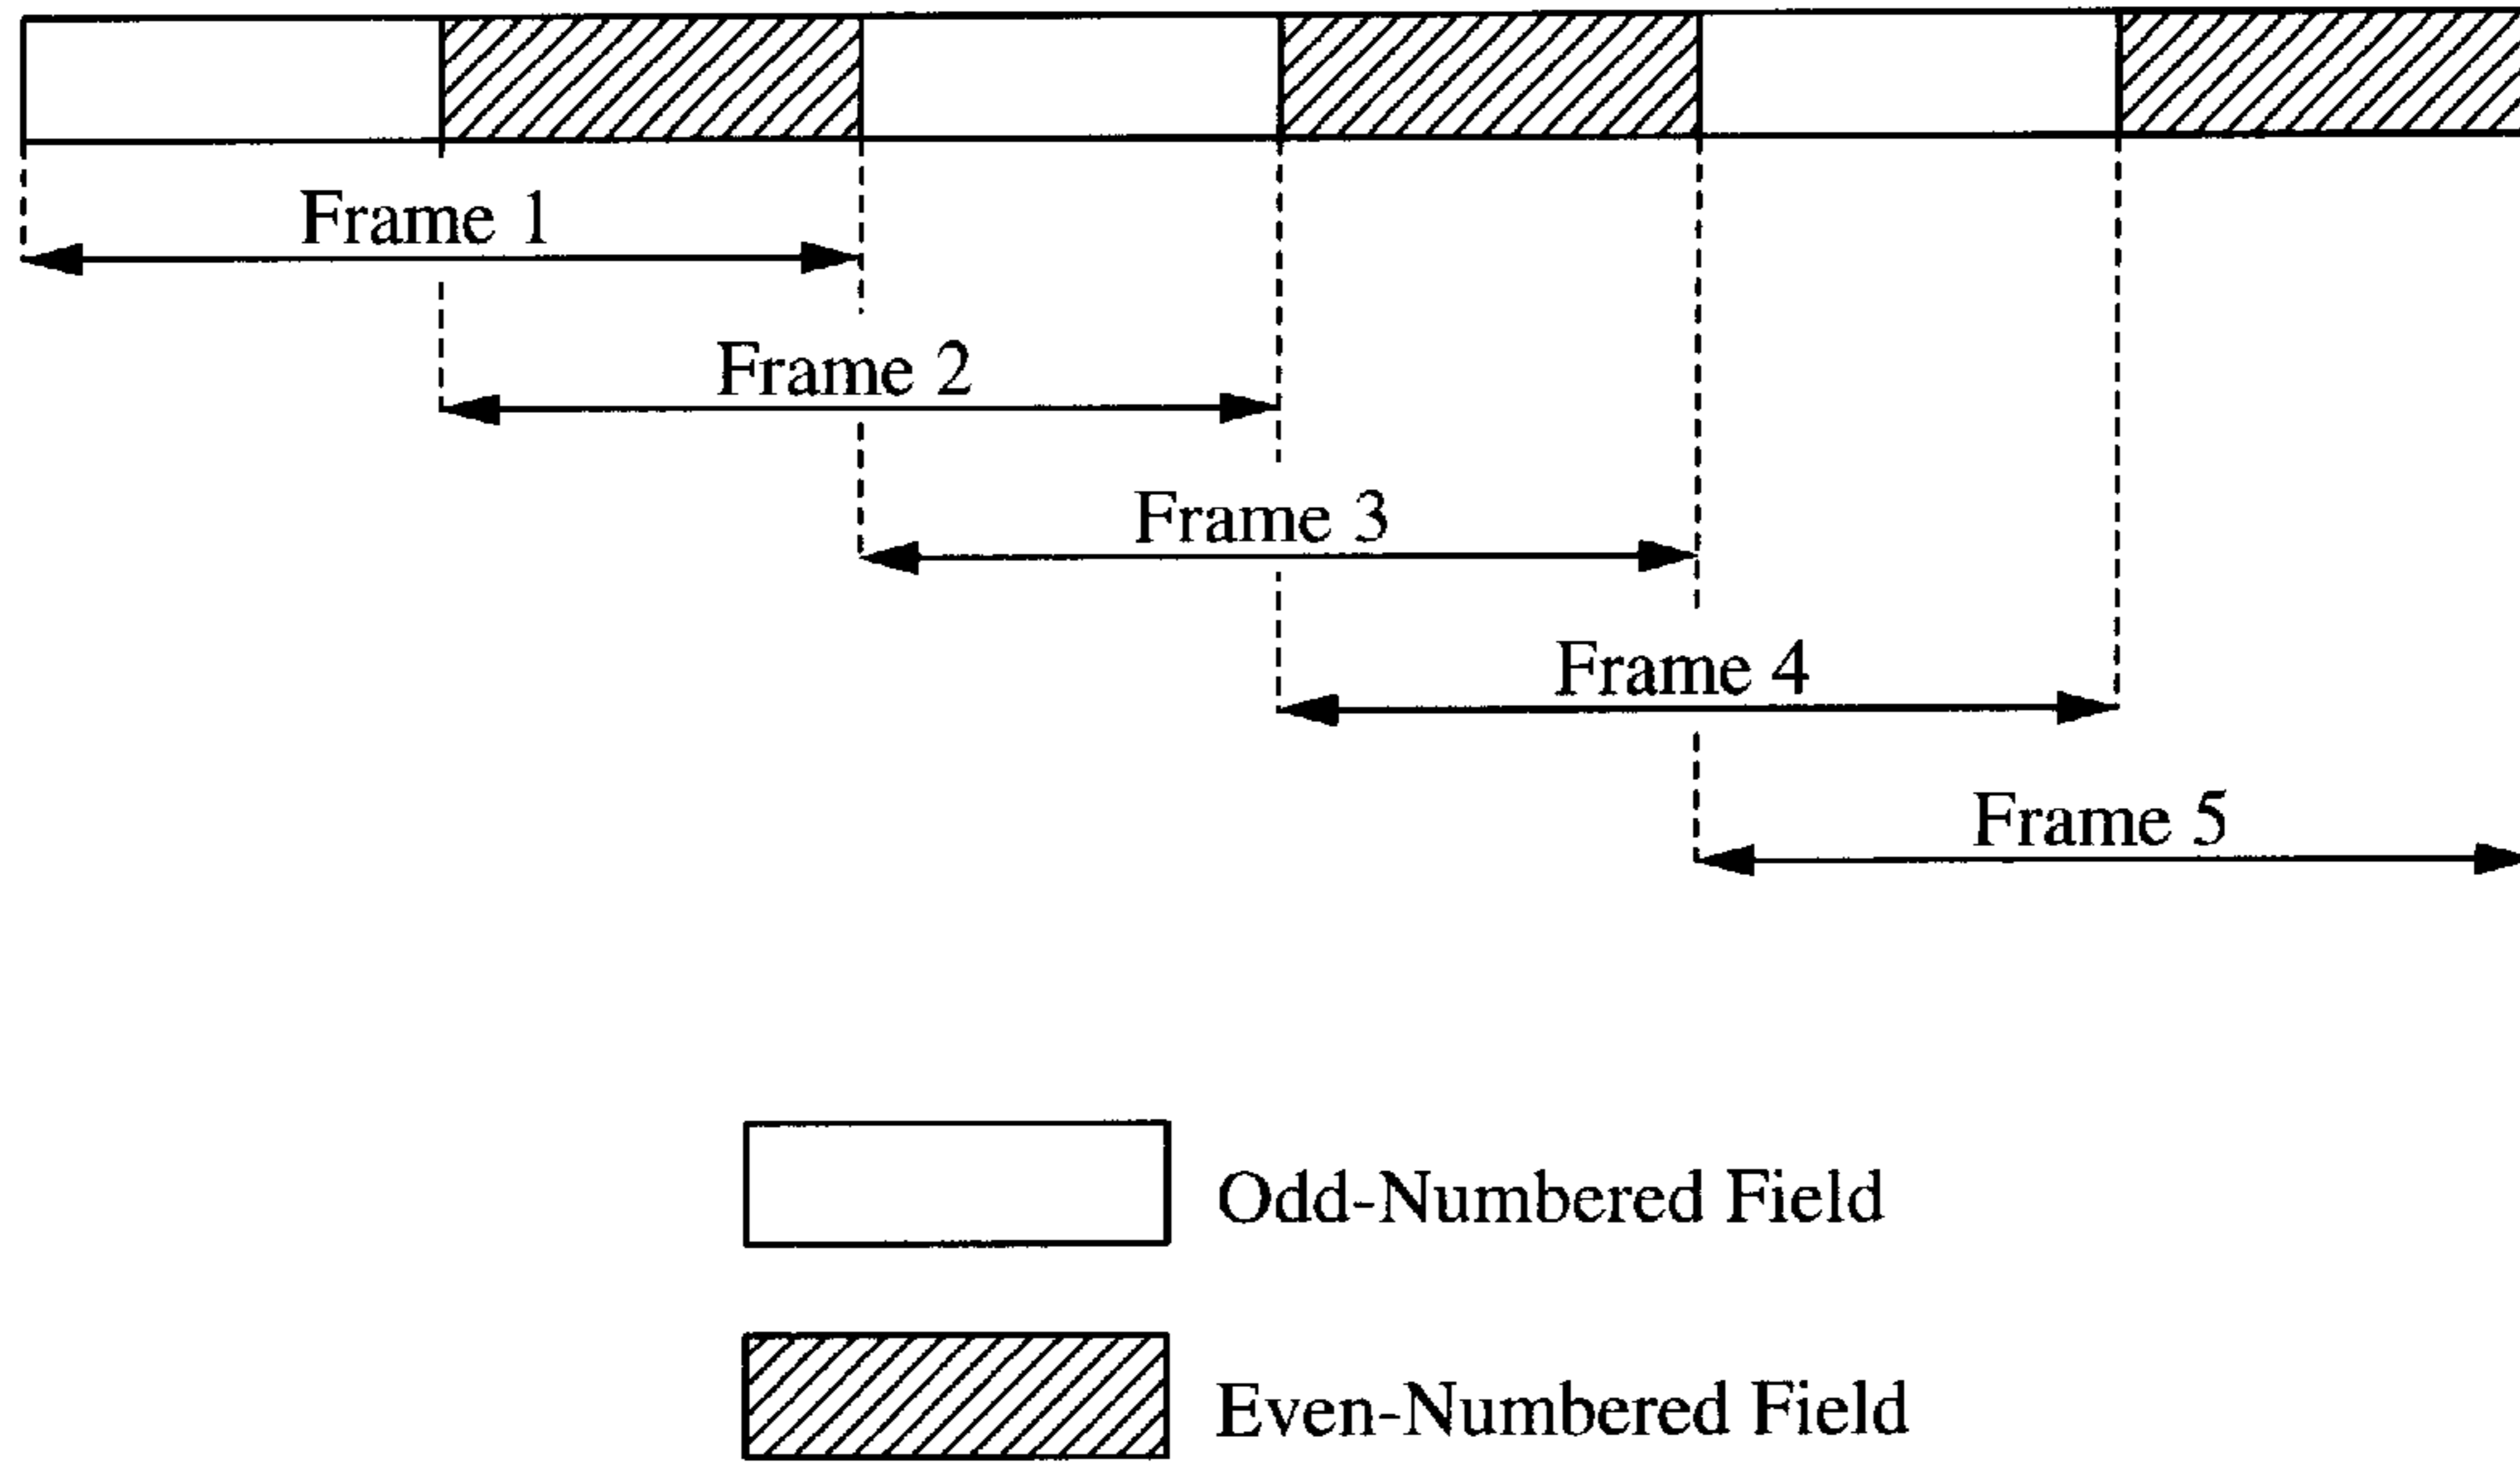 Frame 1
Frame 2
Frame 3
Frame 4
Frame 5
Odd-Numbered Field
Even-Numbered Field